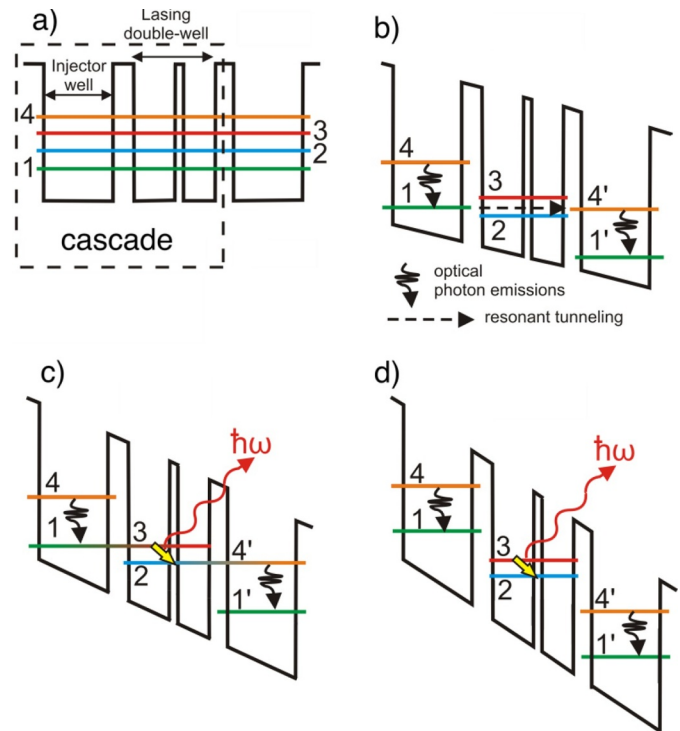 a)
Lasing
double-well
Injector
well
4
3
2
1
cascade
b)
4
1
3
2
4'
1'
optical
photon emissions
resonant tunneling
c)
ħω
4
1
3
2
4'
1'
d)
ħω
4
1
3
2
4'
1'